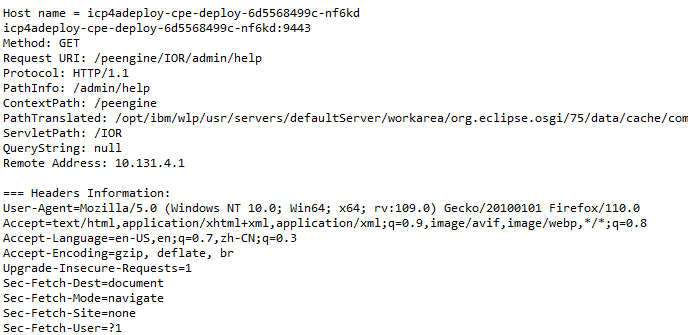 Host name = icp4adeploy-cpe-deploy-6d5568499c-nf6kd
icp4adeploy-cpe-deploy-6d5568499c-nf6kd:9443
Method: GET
Request URI: /peengine/IOR/admin/help
Protocol: HTTP/1.1
PathInfo: /admin/help
ContextPath: /peengine
PathTranslated: /opt/ibm/wlp/usr/servers/defaultServer/workarea/org.eclipse.osgi/75/data/cache/com
ServletPath: /IOR
QueryString: null
Remote Address: 10.131.4.1
=== Headers Information:
User-Agent=Mozilla/5.0 (Windows NT 10.0; Win64; x64; rv:109.0) Gecko/20100101 Firefox/110.0
Accept=text/html,application/xhtml+xml,application/xml;q=0.9,image/avif,image/webp,*/*;q=0.8
Accept-Language=en-US,en;q=0.7,zh-CN;q=0.3
Accept-Encoding=gzip, deflate, br
Upgrade-Insecure-Requests=1
Sec-Fetch-Dest=document
Sec-Fetch-Mode=navigate
Sec-Fetch-Site=none
Sec-Fetch-User=?1